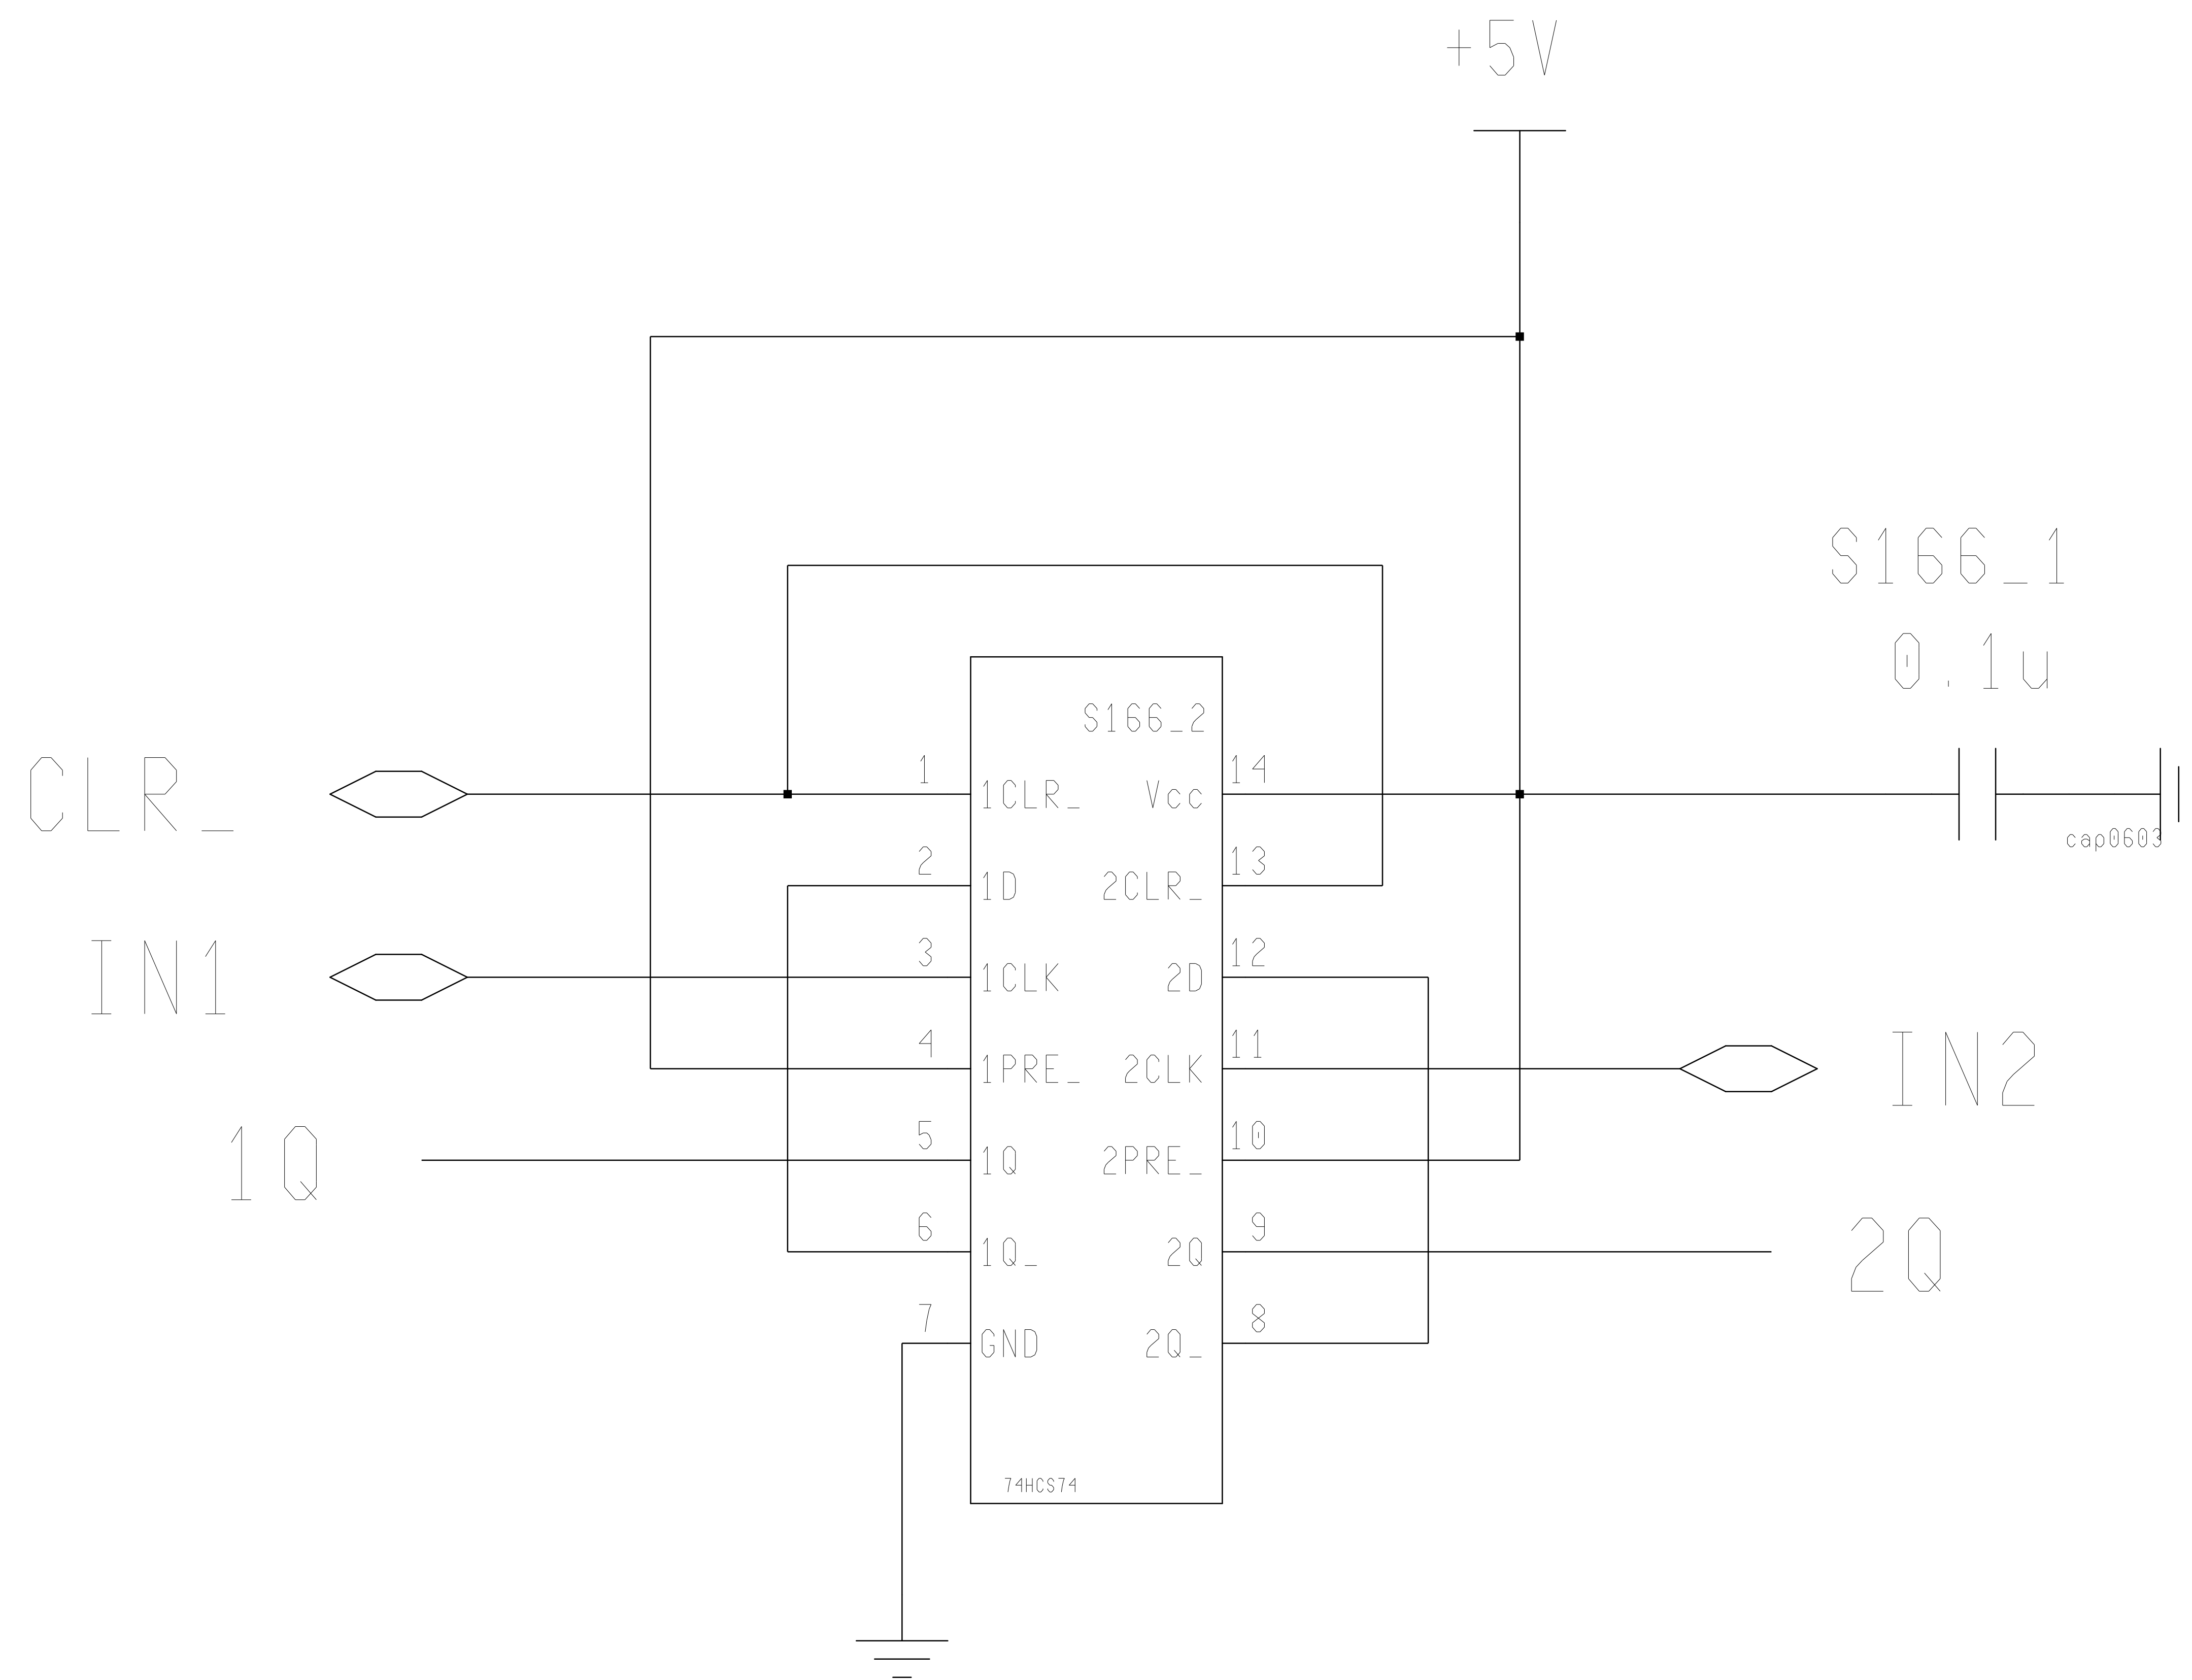 +5V
S166_1
0.1u
cap0603
S166_2
CLR_
1
1CLR_
Vcc
14
2
1D
2CLR_
13
IN1
3
1CLK
2D
12
4
1PRE_
2CLK
11
IN2
1Q
5
1Q
2PRE_
10
6
1Q_
2Q
9
2Q
7
GND
2Q_
8
74HCS74